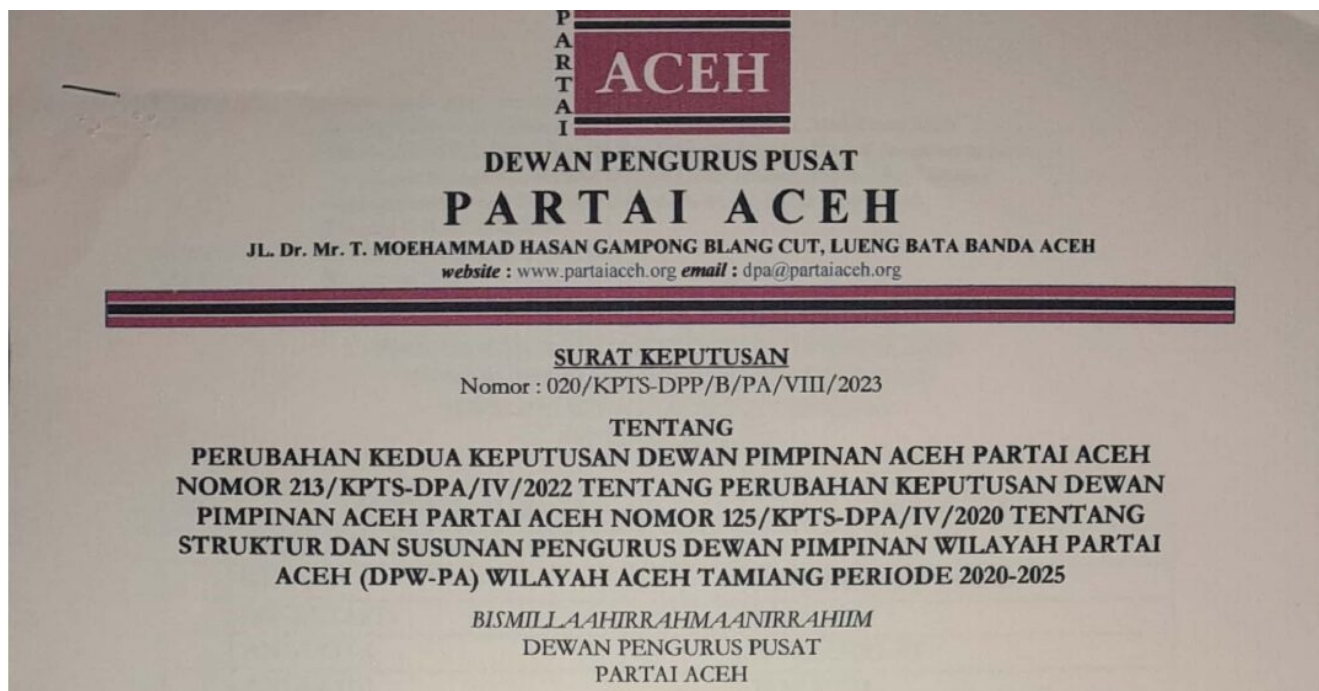 PARTAI
ACEH
DEWAN PENGURUS PUSAT
PARTAI ACEH
JL. Dr. Mr. T. MOEHAMMAD HASAN GAMPONG BLANG CUT, LUENG BATA BANDA ACEH
website : www.partaiaceh.org email : dpa@partaiaceh.org
SURAT KEPUTUSAN
Nomor : 020/KPTS-DPP/B/PA/VIII/2023
TENTANG
PERUBAHAN KEDUA KEPUTUSAN DEWAN PIMPINAN ACEH PARTAI ACEH
NOMOR 213/KPTS-DPA/IV/2022 TENTANG PERUBAHAN KEPUTUSAN DEWAN
PIMPINAN ACEH PARTAI ACEH NOMOR 125/KPTS-DPA/IV/2020 TENTANG
STRUKTUR DAN SUSUNAN PENGURUS DEWAN PIMPINAN WILAYAH PARTAI
ACEH (DPW-PA) WILAYAH ACEH TAMIANG PERIODE 2020-2025
BISMILLAAHIRRAHMAANIRRAHIIM
DEWAN PENGURUS PUSAT
PARTAI ACEH